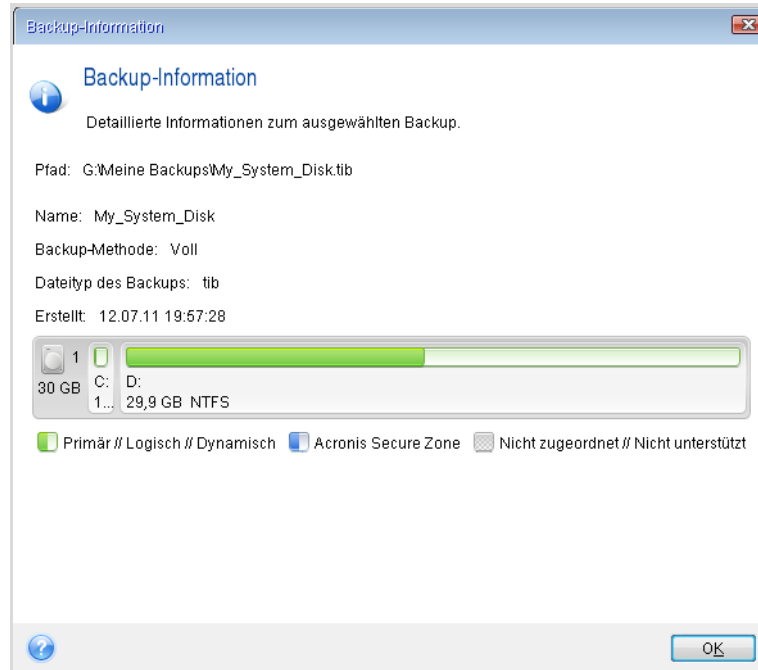 Backup-Information
Backup-Information
Detaillierte Informationen zum ausgewählten Backup.
Pfad: G:\Meine Backups\My_System_Disk.tib
Name: My_System_Disk
Backup-Methode: Voll
Dateityp des Backups: tib
Erstellt: 12.07.11 19:57:28
1
30 GB
C:
1...
D:
29,9 GB NTFS
Primär // Logisch // Dynamisch Acronis Secure Zone Nicht zugeordnet // Nicht unterstützt
OK